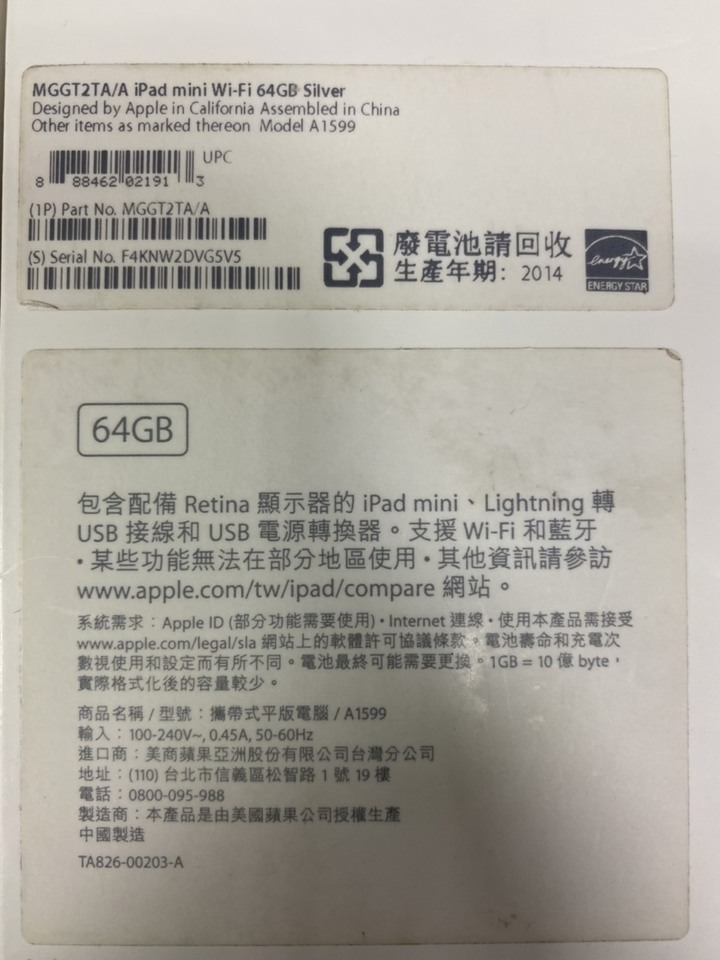 MGGT2TA/A iPad mini Wi-Fi 64GB Silver
Designed by Apple in California Assembled in China
Other items as marked thereon Model A1599
UPC
8 88462 02191 3
(1P) Part No. MGGT2TA/A
(S) Serial No. F4KNW2DVG5V5
廢電池請回收
生產年期：2014
energy
ENERGY STAR
64GB
包含配備 Retina 顯示器的 iPad mini、Lightning 轉
USB 接線和 USB 電源轉換器。支援 Wi-Fi 和藍牙
・某些功能無法在部分地區使用・其他資訊請參訪
www.apple.com/tw/ipad/compare 網站。
系統需求：Apple ID (部分功能需要使用)・Internet 連線・使用本產品需接受
www.apple.com/legal/sla 網站上的軟體許可協議條款。電池壽命和充電次
數視使用和設定而有所不同。電池最終可能需要更換。1GB = 10 億 byte，
實際格式化後的容量較少。
商品名稱 / 型號：攜帶式平版電腦 / A1599
輸入：100-240V~, 0.45A, 50-60Hz
進口商：美商蘋果亞洲股份有限公司台灣分公司
地址：(110) 台北市信義區松智路 1 號 19 樓
電話：0800-095-988
製造商：本產品是由美國蘋果公司授權生產
中國製造
TA826-00203-A